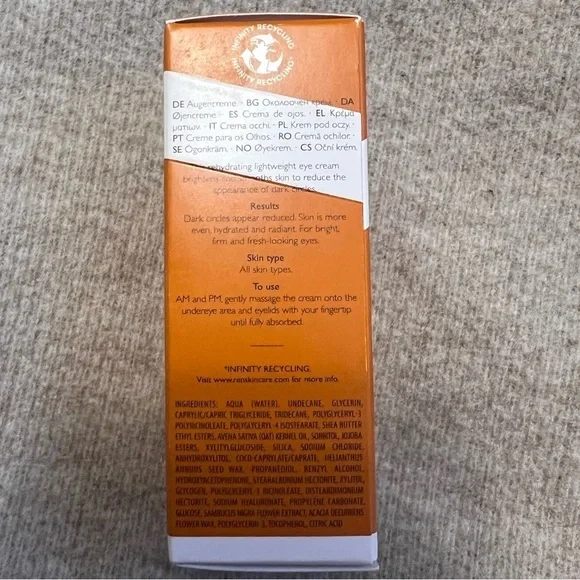 INFINITY RECYCLING
INFINITY RECYCLING
DE Augencreme. · BG Околоочен крем. · DA
Øjencreme. · ES Crema de ojos. · EL Κρέμα
ματιών. · IT Crema occhi. · PL Krem pod oczy. ·
PT Creme para os Olhos. · RO Cremă ochilor. ·
SE Ögonkräm. · NO Øyekrem. · CS Oční krém.
rehydrating lightweight eye cream
skin to reduce the
appearance of dark circles.
Results
Dark circles appear reduced. Skin is more
even, hydrated and radiant. For bright,
firm and fresh-looking eyes.
Skin type
All skin types.
To use
AM and PM, gently massage the cream onto the
undereye area and eyelids with your fingertip
until fully absorbed.
*INFINITY RECYCLING.
Visit www.renskincare.com for more info.
INGREDIENTS: AQUA (WATER), UNDECANE, GLYCERIN,
CAPRYLIC/CAPRIC TRIGLYCERIDE, TRIDECANE, POLYGLYCERYL-3
POLYRICINOLEATE, POLYGLYCERYL-4 ISOSTEARATE, SHEA BUTTER
ETHYL ESTERS, AVENA SATIVA (OAT) KERNEL OIL, SORBITOL, JOJOBA
ESTERS, XYLITYLGLUCOSIDE, SILICA, SODIUM CHLORIDE,
ANHYDROXYLITOL, COCO-CAPRYLATE/CAPRATE, HELIANTHUS
ANNUUS SEED WAX, PROPANEDIOL, BENZYL ALCOHOL,
HYDROXYACETOPHENONE, STEARALKONIUM HECTORITE, XYLITOL,
GLYCOGEN, POLYGLYCERYL-3 RICINOLEATE, DISTEARDIMONIUM
HECTORITE, SODIUM HYALURONATE, PROPYLENE CARBONATE,
GLUCOSE, SAMBUCUS NIGRA FLOWER EXTRACT, ACACIA DECURRENS
FLOWER WAX, POLYGLYCERIN-3, TOCOPHEROL, CITRIC ACID